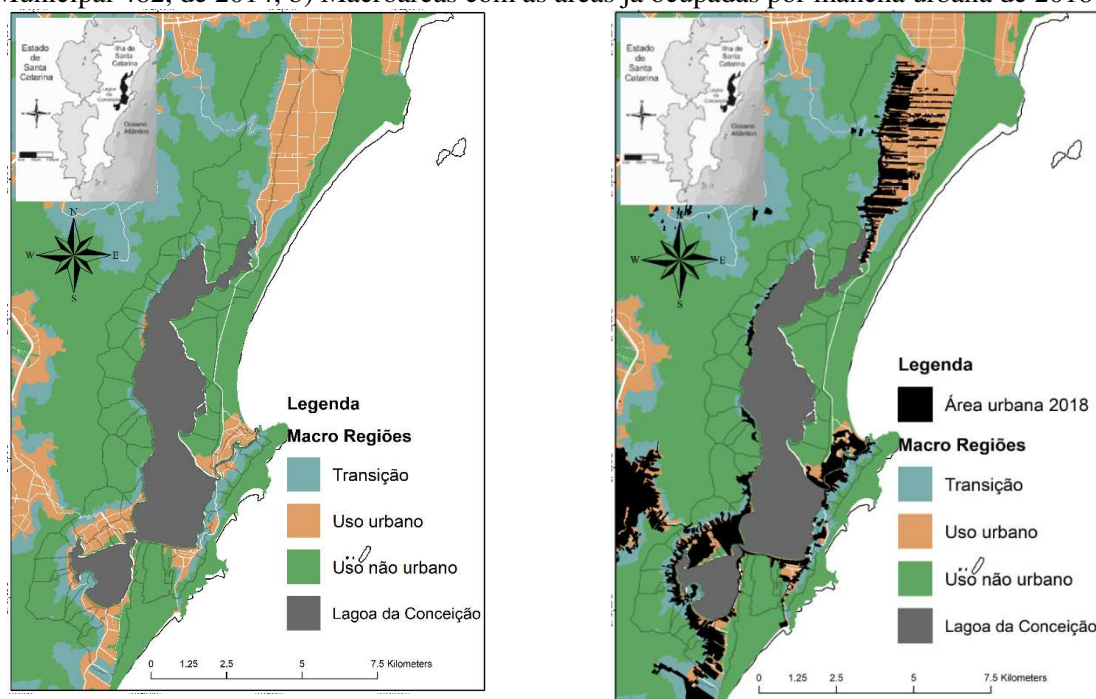 Municipal 482, de 2014; b) Macroáreas com as áreas já ocupadas por mancha urbana de 2018
Estado
de
Santa
Catarina
Ilha de
Santa
Catarina
Lagoa
da
Conceição
Oceano
Atlântico
N
W
E
S
Legenda
Macro Regiões
Transição
Uso urbano
Uso não urbano
Lagoa da Conceição
0 1.25 2.5 5 7.5 Kilometers
Estado
de
Santa
Catarina
Ilha de
Santa
Catarina
Lagoa
da
Conceição
Oceano
Atlântico
N
W
E
S
Legenda
Área urbana 2018
Macro Regiões
Transição
Uso urbano
Uso não urbano
Lagoa da Conceição
0 1.25 2.5 5 7.5 Kilometers